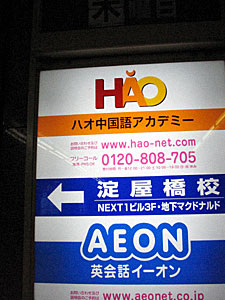 HAO
ハオ中国語アカデミー
www.hao-net.com
フリーコール
0120-808-705
淀屋橋校
NEXT1ビル3F・地下マクドナルド
AEON
英会話イーオン
www.aeonet.co.jp